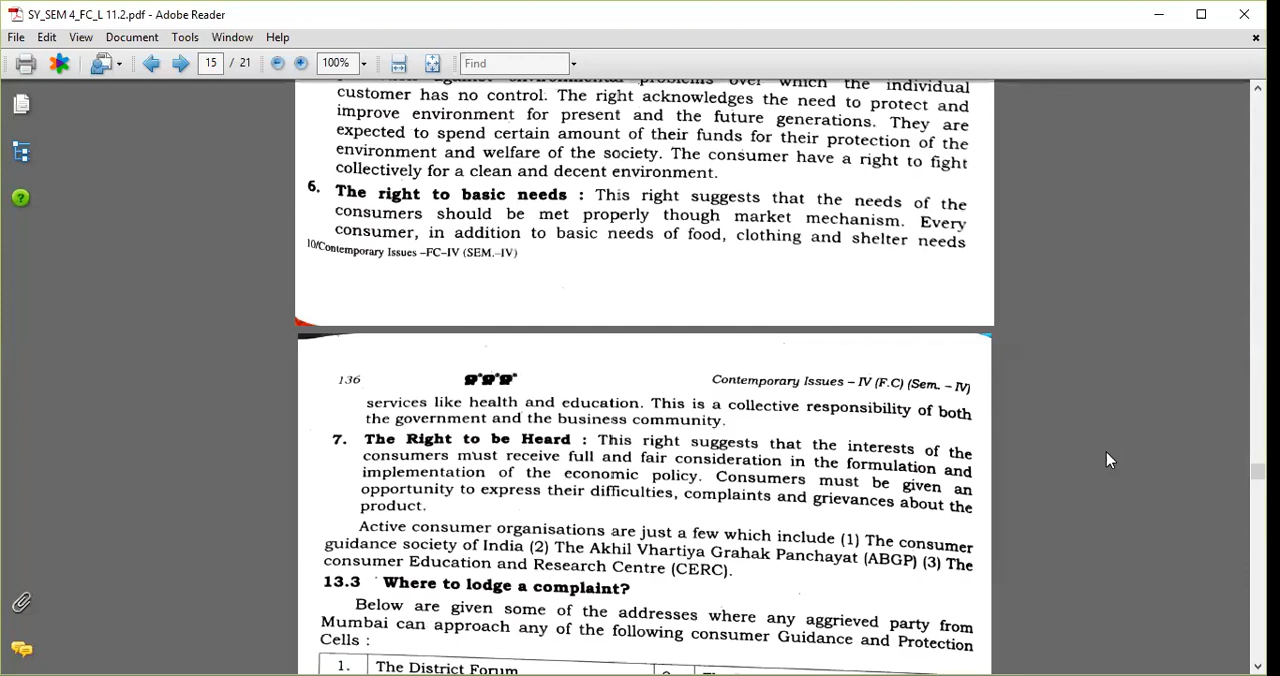 SY_SEM 4_FC_L 11.2.pdf - Adobe Reader
File Edit View Document Tools Window Help
15 / 21 100% Find
against environmental problems over which the individual
customer has no control. The right acknowledges the need to protect and
improve environment for present and the future generations. They are
expected to spend certain amount of their funds for their protection of the
environment and welfare of the society. The consumer have a right to fight
collectively for a clean and decent environment.
6. The right to basic needs : This right suggests that the needs of the
consumers should be met properly though market mechanism. Every
consumer, in addition to basic needs of food, clothing and shelter needs
10/Contemporary Issues –FC–IV (SEM.–IV)
136 Contemporary Issues – IV (F.C) (Sem. – IV)
services like health and education. This is a collective responsibility of both
the government and the business community.
7. The Right to be Heard : This right suggests that the interests of the
consumers must receive full and fair consideration in the formulation and
implementation of the economic policy. Consumers must be given an
opportunity to express their difficulties, complaints and grievances about the
product.
Active consumer organisations are just a few which include (1) The consumer
guidance society of India (2) The Akhil Vhartiya Grahak Panchayat (ABGP) (3) The
consumer Education and Research Centre (CERC).
13.3 Where to lodge a complaint?
Below are given some of the addresses where any aggrieved party from
Mumbai can approach any of the following consumer Guidance and Protection
Cells :
1. The District Forum